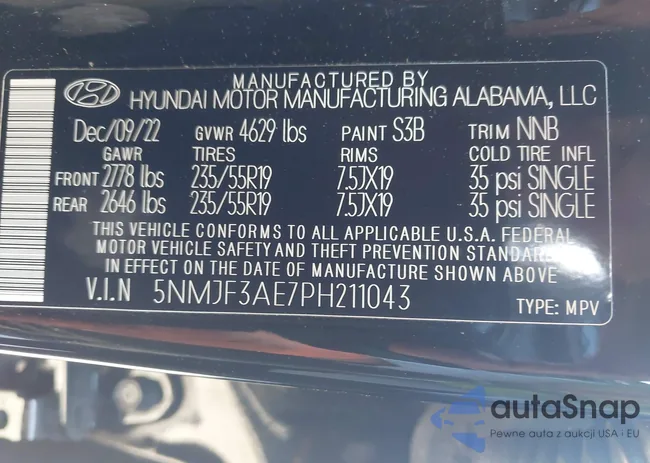 MANUFACTURED BY
HYUNDAI MOTOR MANUFACTURING ALABAMA, LLC
Dec/09/22 GVWR 4629 lbs PAINT S3B TRIM NNB
GAWR TIRES RIMS COLD TIRE INFL
FRONT 2778 lbs 235/55R19 7.5JX19 35 psi SINGLE
REAR 2646 lbs 235/55R19 7.5JX19 35 psi SINGLE
THIS VEHICLE CONFORMS TO ALL APPLICABLE U.S.A. FEDERAL
MOTOR VEHICLE SAFETY AND THEFT PREVENTION STANDARD
IN EFFECT ON THE DATE OF MANUFACTURE SHOWN ABOVE
V.I.N 5NMJF3AE7PH211043 TYPE: MPV
autaSnap
Pewne auta z aukcji USA i EU